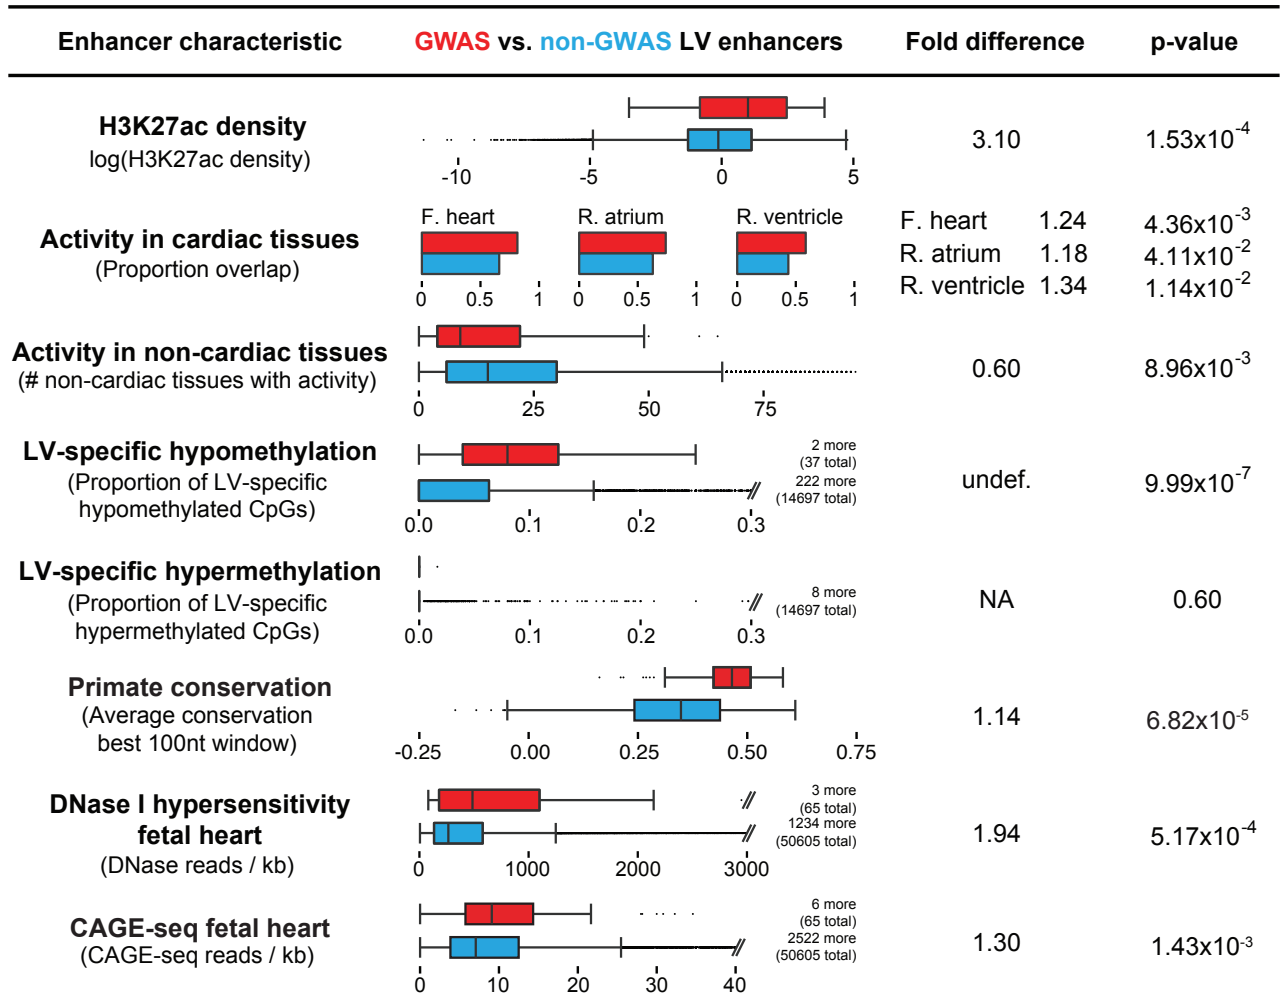 Enhancer characteristic GWAS vs. non-GWAS LV enhancers Fold difference p-value
H3K27ac density
log(H3K27ac density)
-10 -5 0 5
3.10 1.53x10-4
Activity in cardiac tissues
(Proportion overlap)
F. heart R. atrium R. ventricle
0 0.5 1 0 0.5 1 0 0.5 1
F. heart 1.24 4.36x10-3
R. atrium 1.18 4.11x10-2
R. ventricle 1.34 1.14x10-2
Activity in non-cardiac tissues
(# non-cardiac tissues with activity)
0 25 50 75
0.60 8.96x10-3
LV-specific hypomethylation
(Proportion of LV-specific
hypomethylated CpGs)
2 more
(37 total)
222 more
(14697 total)
0.0 0.1 0.2 0.3
undef. 9.99x10-7
LV-specific hypermethylation
(Proportion of LV-specific
hypermethylated CpGs)
8 more
(14697 total)
0.0 0.1 0.2 0.3
NA 0.60
Primate conservation
(Average conservation
best 100nt window)
-0.25 0.00 0.25 0.50 0.75
1.14 6.82x10-5
DNase I hypersensitivity
fetal heart
(DNase reads / kb)
3 more
(65 total)
1234 more
(50605 total)
0 1000 2000 3000
1.94 5.17x10-4
CAGE-seq fetal heart
(CAGE-seq reads / kb)
6 more
(65 total)
2522 more
(50605 total)
0 10 20 30 40
1.30 1.43x10-3